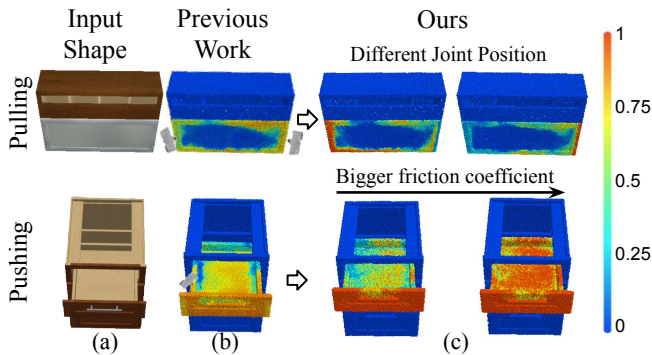 Input Shape
Previous Work
Ours
Different Joint Position
Pulling
Bigger friction coefficient
Pushing
(a)
(b)
(c)
1
0.75
0.5
0.25
0